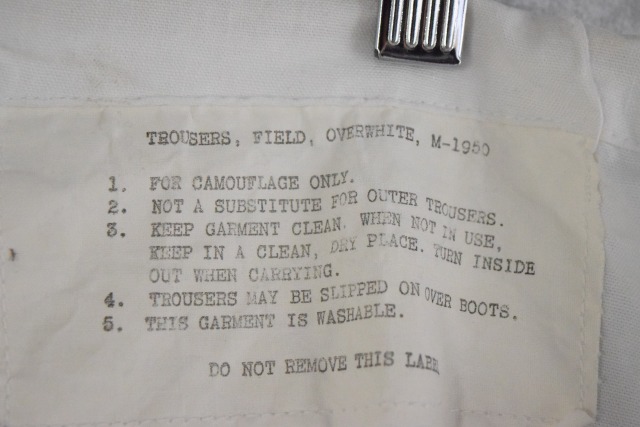 TROUSERS, FIELD, OVERWHITE, M-1950
1. FOR CAMOUFLAGE ONLY.
2. NOT A SUBSTITUTE FOR OUTER TROUSERS.
3. KEEP GARMENT CLEAN. WHEN NOT IN USE,
KEEP IN A CLEAN, DRY PLACE. TURN INSIDE
OUT WHEN CARRYING.
4. TROUSERS MAY BE SLIPPED ON OVER BOOTS.
5. THIS GARMENT IS WASHABLE.
DO NOT REMOVE THIS LABE